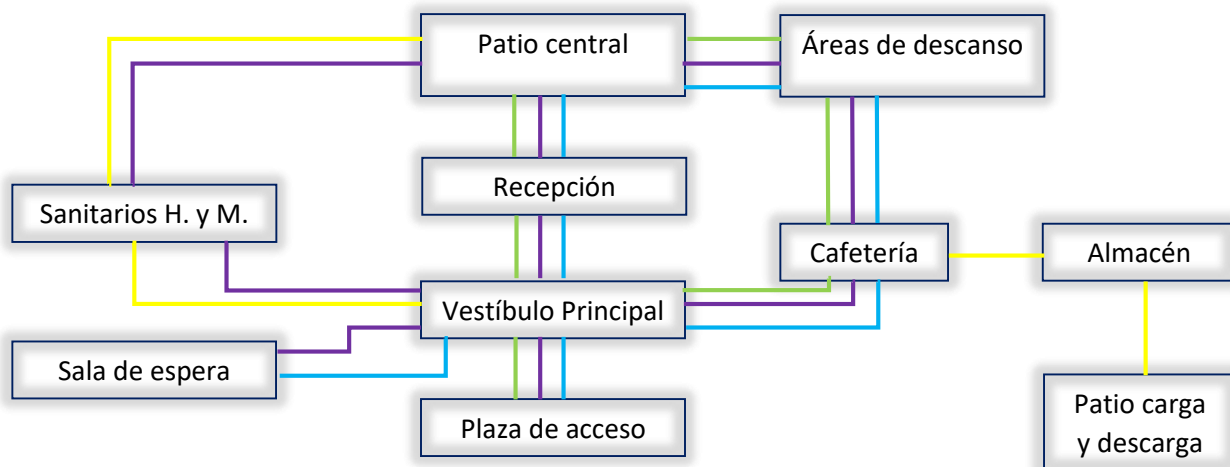 Patio central
Áreas de descanso
Recepción
Sanitarios H. y M.
Cafetería
Almacén
Vestíbulo Principal
Sala de espera
Plaza de acceso
Patio carga
y descarga